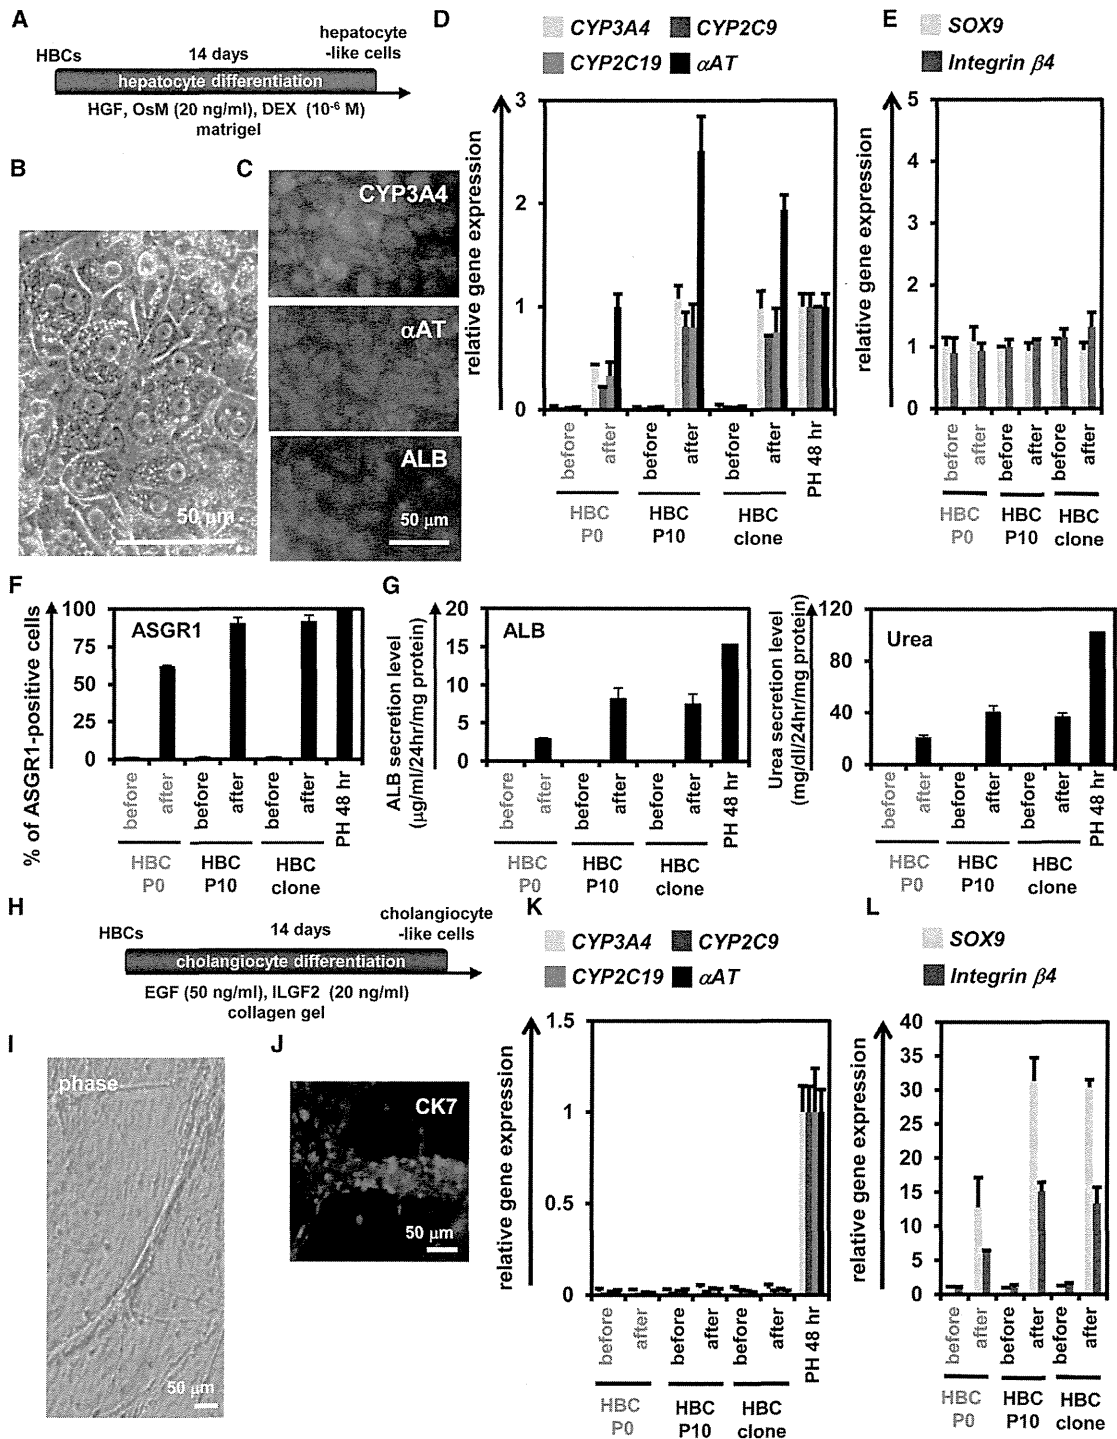 A
HBCs
14 days
hepatocyte
-like cells
hepatocyte differentiation
HGF, OsM (20 ng/ml), DEX (10⁻⁶ M)
matrigel
B
50 μm
C
CYP3A4
αAT
ALB
50 μm
D
CYP3A4
CYP2C9
CYP2C19
αAT
relative gene expression
3
2
1
0
before
after
before
after
before
after
PH 48 hr
HBC
P0
HBC
P10
HBC
clone
E
SOX9
Integrin β4
relative gene expression
5
4
3
2
1
0
before
after
before
after
before
after
HBC
P0
HBC
P10
HBC
clone
F
% of ASGR1-positive cells
100
75
50
25
0
ASGR1
before
after
before
after
before
after
PH 48 hr
HBC
P0
HBC
P10
HBC
clone
G
ALB secretion level
(μg/ml/24hr/mg protein)
20
15
10
5
0
ALB
before
after
before
after
before
after
PH 48 hr
HBC
P0
HBC
P10
HBC
clone
Urea secretion level
(mg/dl/24hr/mg protein)
120
80
40
0
Urea
before
after
before
after
before
after
PH 48 hr
HBC
P0
HBC
P10
HBC
clone
H
HBCs
14 days
cholangiocyte
-like cells
cholangiocyte differentiation
EGF (50 ng/ml), ILGF2 (20 ng/ml)
collagen gel
I
phase
50 μm
J
CK7
50 μm
K
CYP3A4
CYP2C9
CYP2C19
αAT
relative gene expression
1.5
1
0.5
0
before
after
before
after
before
after
PH 48 hr
HBC
P0
HBC
P10
HBC
clone
L
SOX9
Integrin β4
relative gene expression
40
35
30
25
20
15
10
5
0
before
after
before
after
before
after
HBC
P0
HBC
P10
HBC
clone